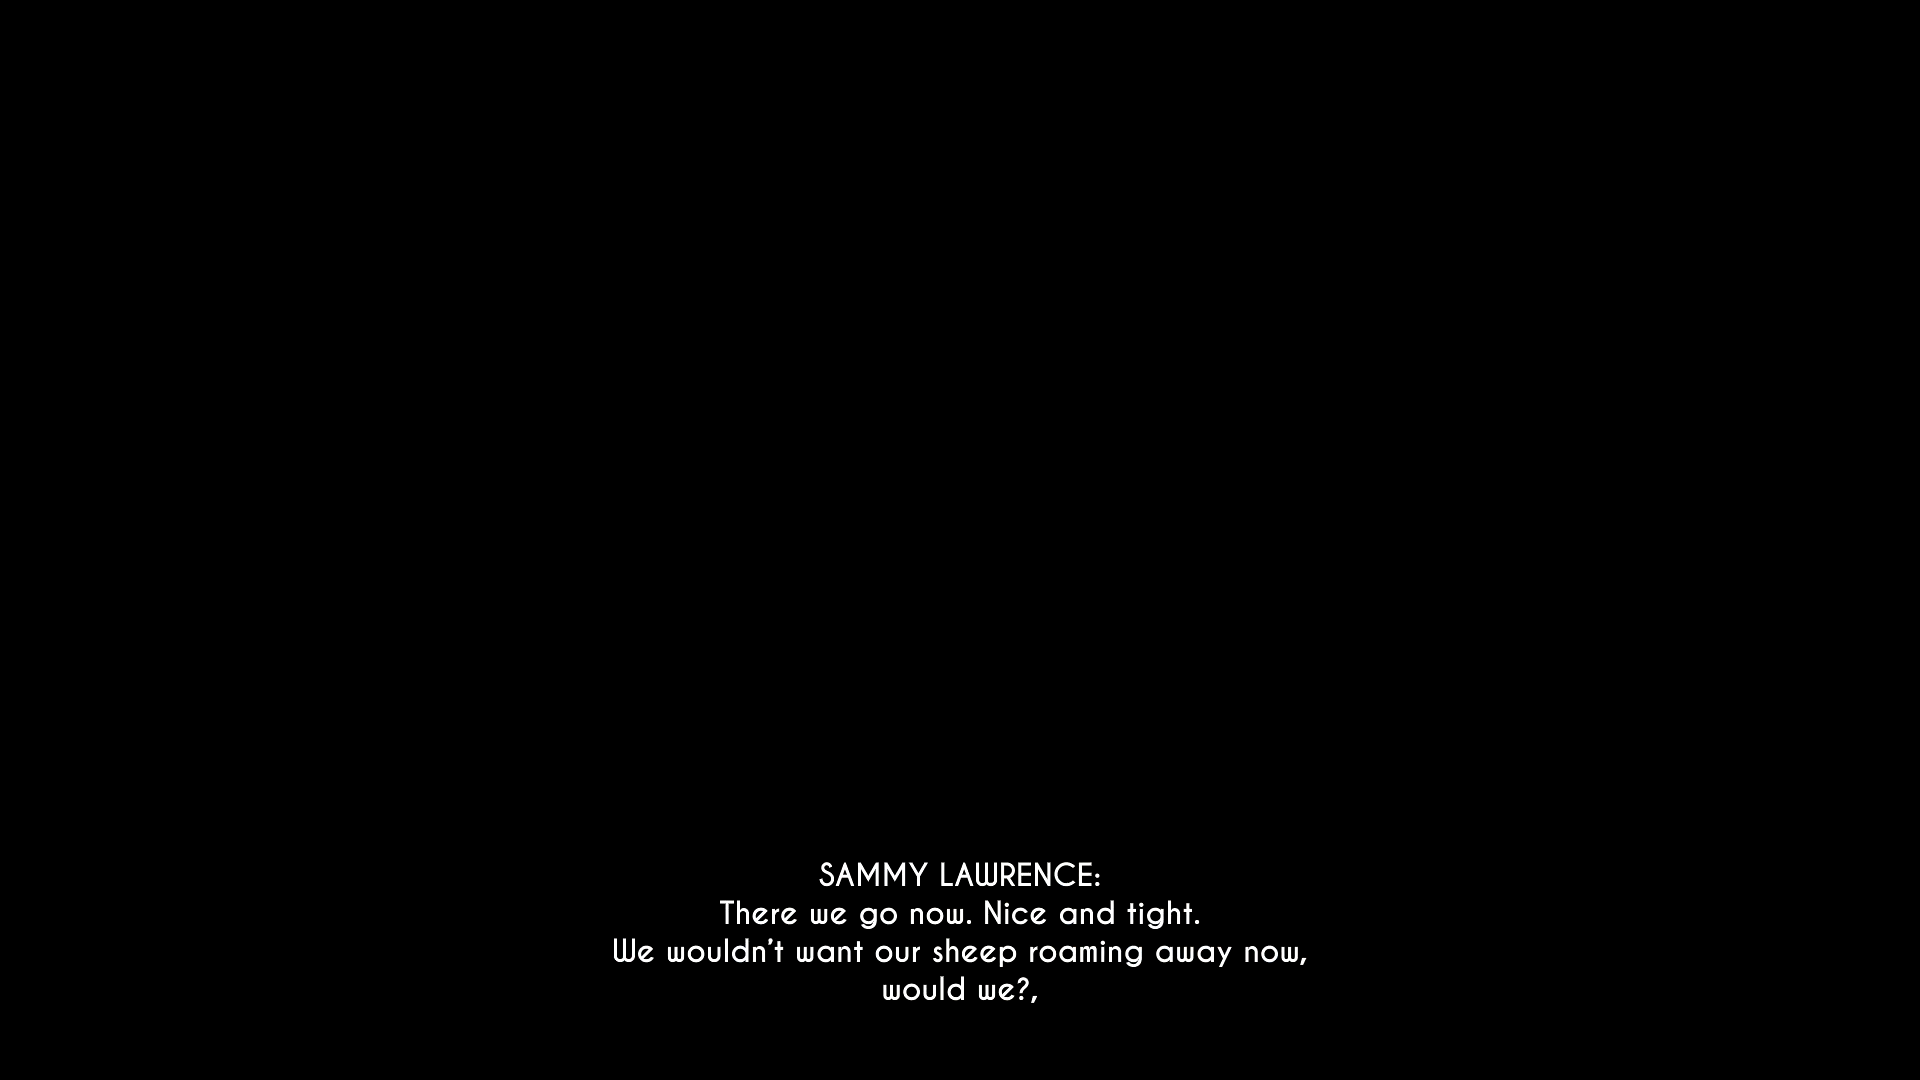 SAMMY LAWRENCE:
There we go now. Nice and tight.
We wouldn't want our sheep roaming away now,
would we?,